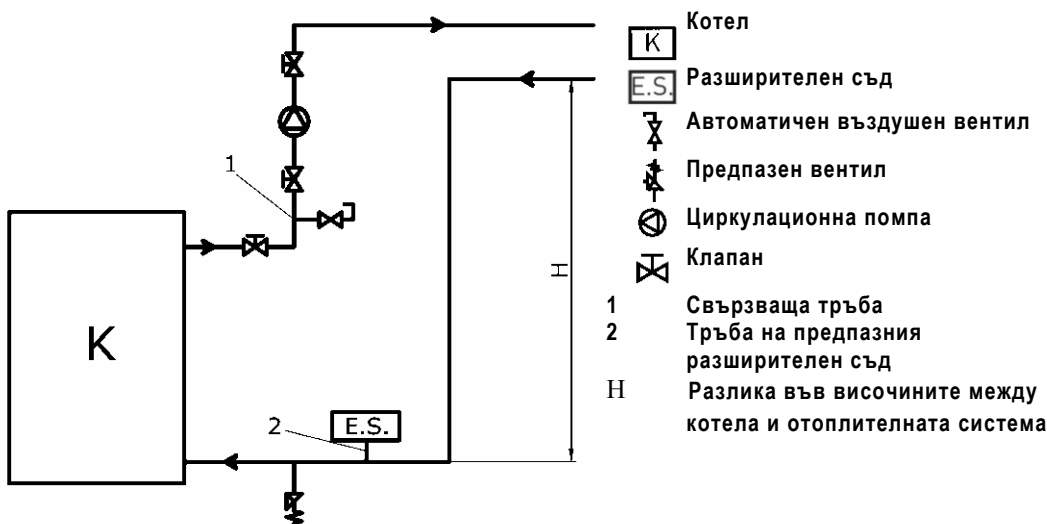 1
K
H
2
E.S.
K
Котел
E.S.
Разширителен съд
Автоматичен въздушен вентил
Предпазен вентил
Циркулационна помпа
Клапан
1 Свързваща тръба
2 Тръба на предпазния
разширителен съд
H Разлика във височините между
котела и отоплителната система